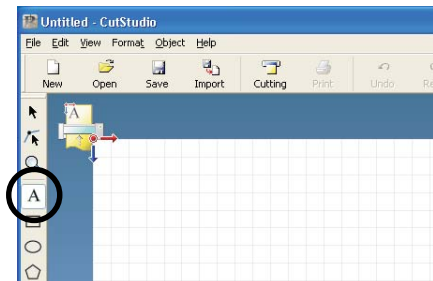 Untitled - CutStudio
File Edit View Format Object Help
New Open Save Import Cutting Print Undo
A
A